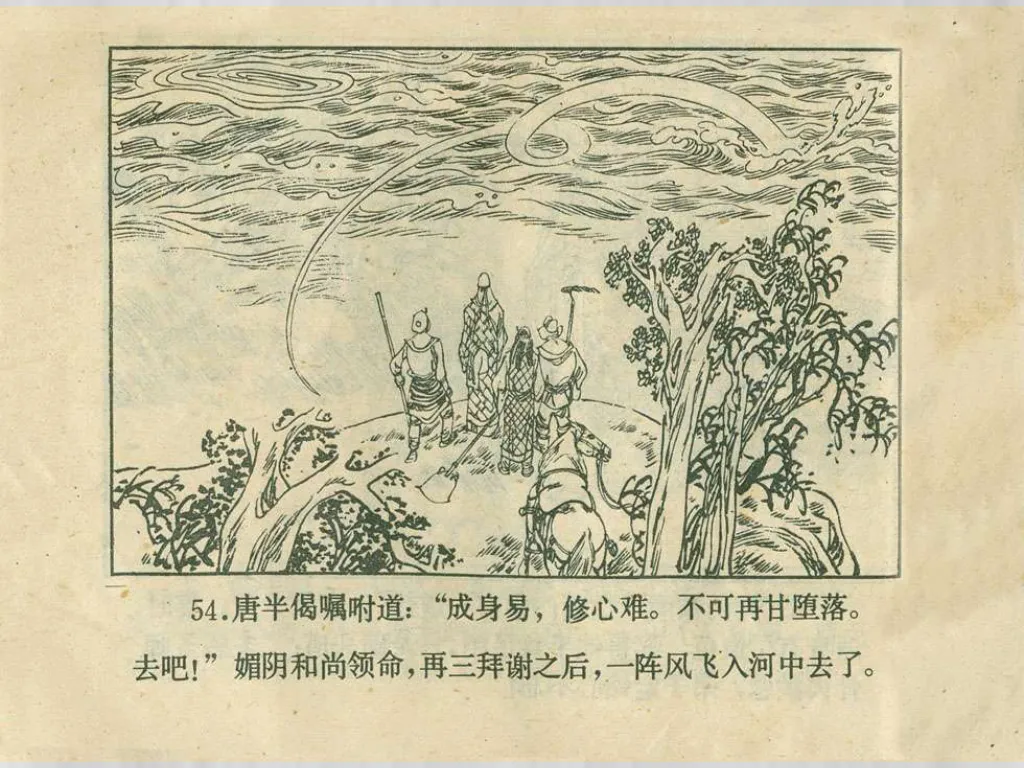 54.唐半偈嘱咐道：“成身易，修心难。不可再甘堕落。
去吧！”媚阴和尚领命，再三拜谢之后，一阵风飞入河中去了。